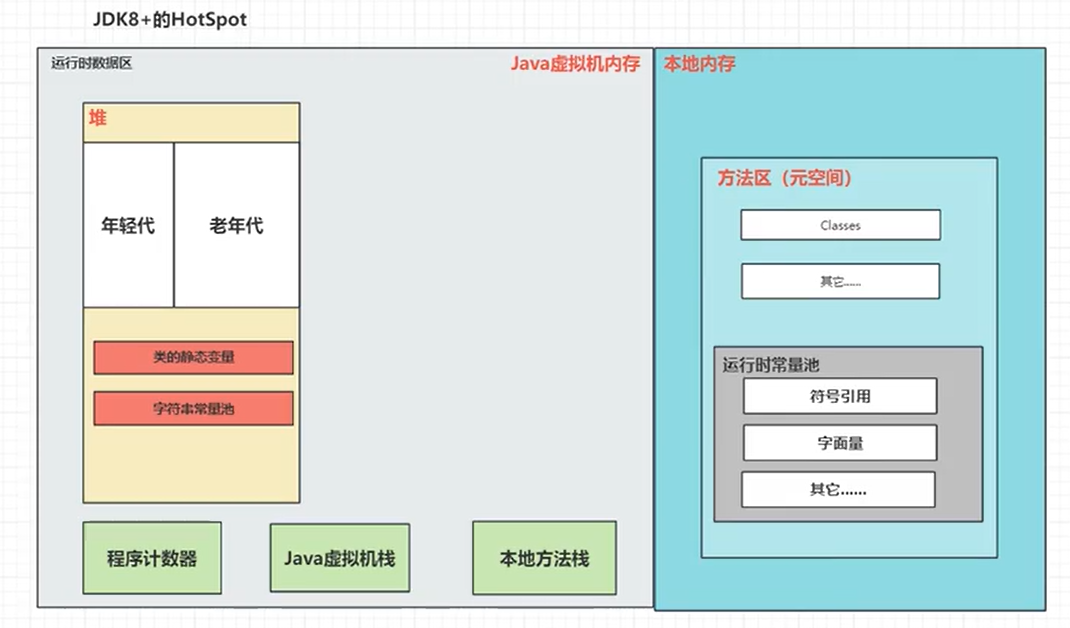 JDK8+的HotSpot
运行时数据区
Java虚拟机内存
堆
年轻代
老年代
类的静态变量
字符串常量池
程序计数器
Java虚拟机栈
本地方法栈
本地内存
方法区（元空间）
Classes
其它......
运行时常量池
符号引用
字面量
其它......